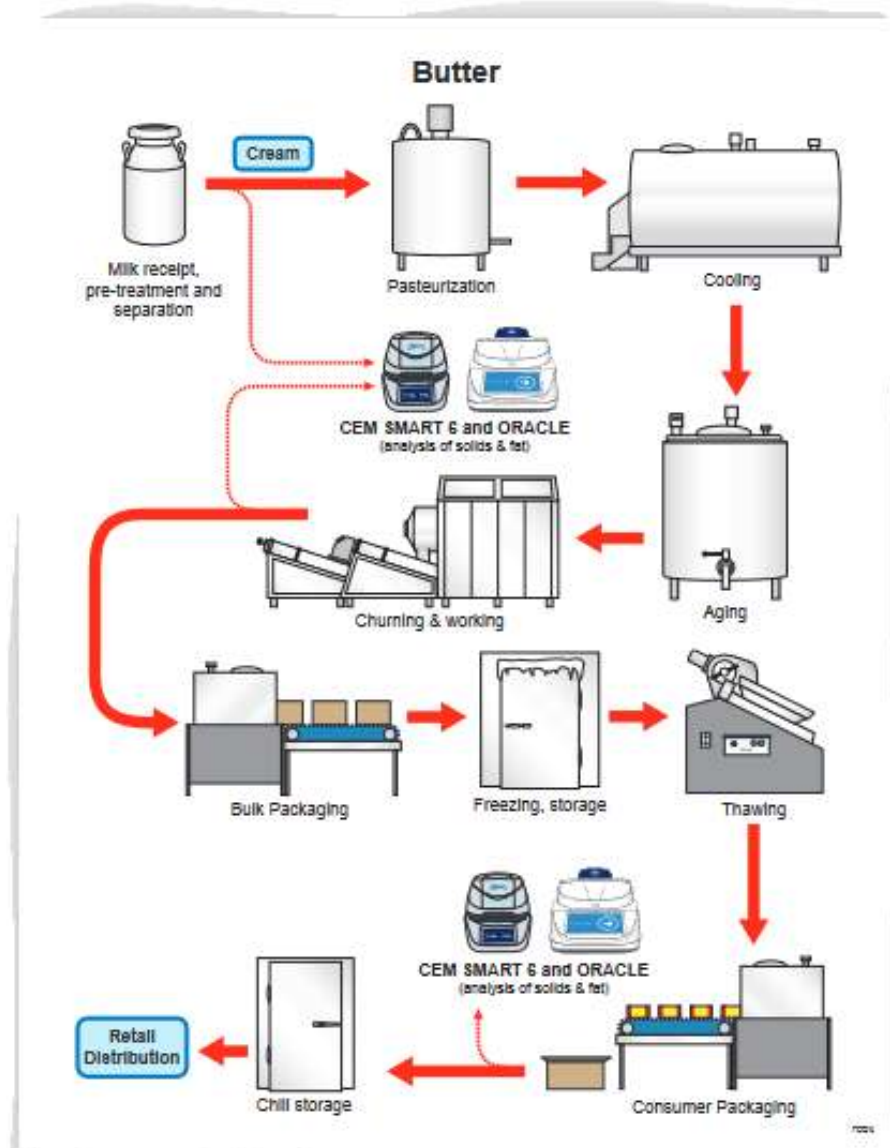 Butter
Cream
Milk receipt,
pre-treatment and
separation
Pasteurization
Cooling
CEM SMART 6 and ORACLE
(analysis of solids & fat)
Aging
Churning & working
Bulk Packaging
Freezing, storage
Thawing
CEM SMART 6 and ORACLE
(analysis of solids & fat)
Retail
Distribution
Chill storage
Consumer Packaging